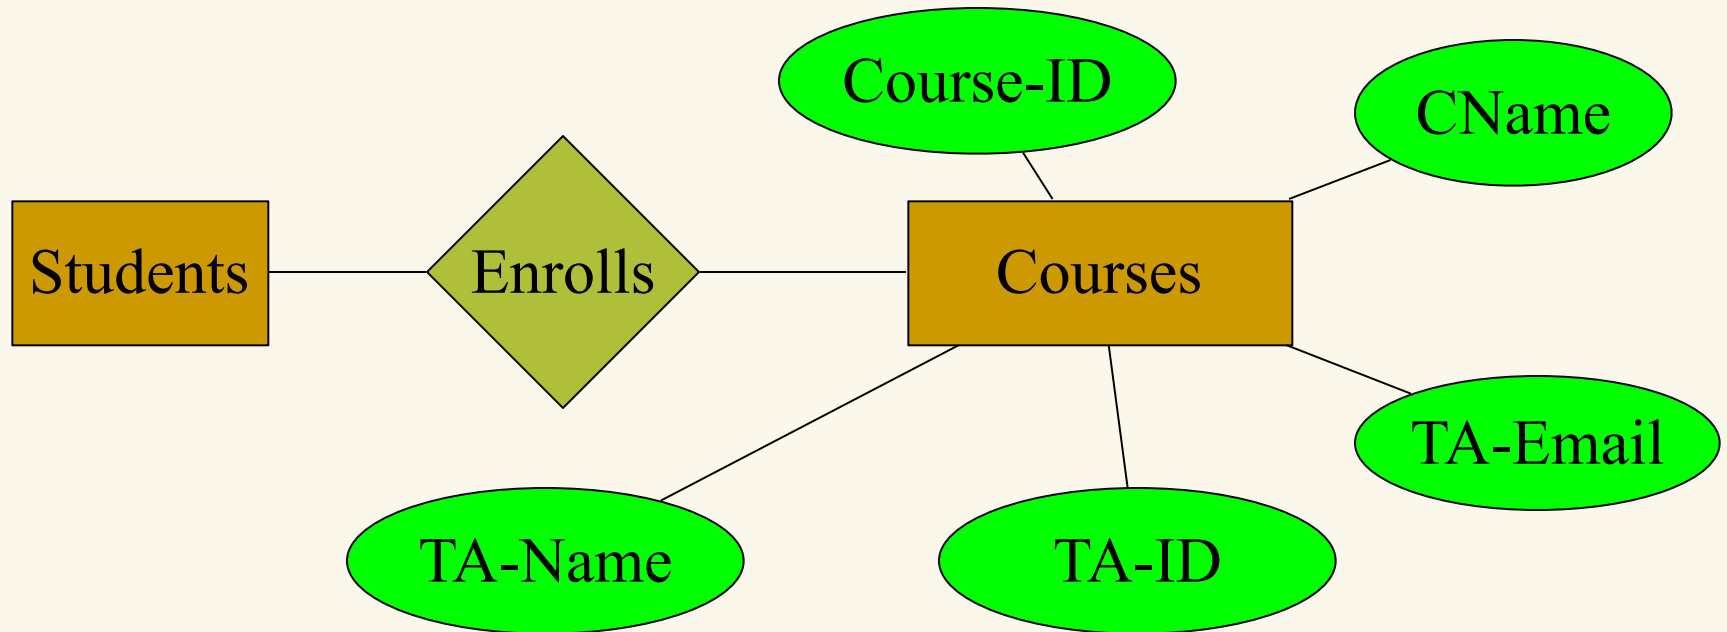 Course-ID
CName
Students
Enrolls
Courses
TA-Email
TA-Name
TA-ID